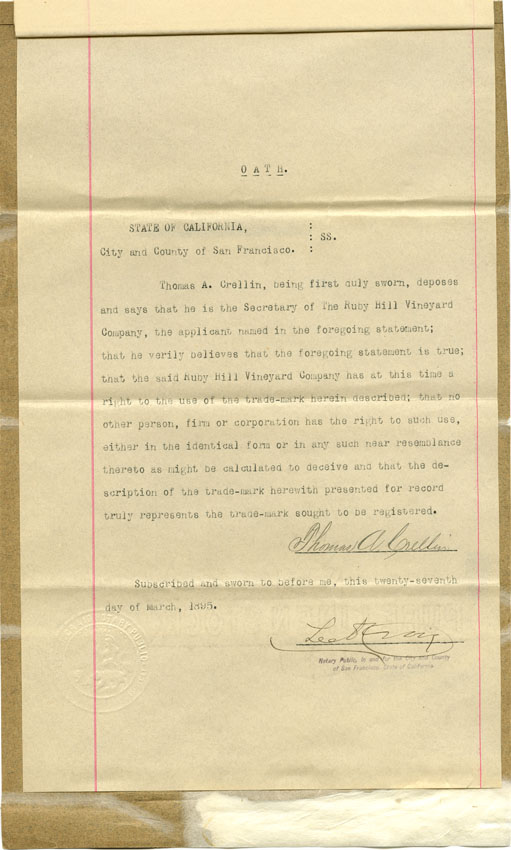 OATH.
STATE OF CALIFORNIA, :
: SS.
City and County of San Francisco. :
Thomas A. Crellin, being first duly sworn, deposes
and says that he is the Secretary of The Ruby Hill Vineyard
Company, the applicant named in the foregoing statement;
that he verily believes that the foregoing statement is true;
that the said Ruby Hill Vineyard Company has at this time a
right to the use of the trade-mark herein described; that no
other person, firm or corporation has the right to such use,
either in the identical form or in any such near resemblance
thereto as might be calculated to deceive and that the de-
scription of the trade-mark herewith presented for record
truly represents the trade-mark sought to be registered.
Thomas A. Crellin
Subscribed and sworn to before me, this twenty-seventh
day of March, 1895.
Notary Public, in and for the City and County
of San Francisco, State of California